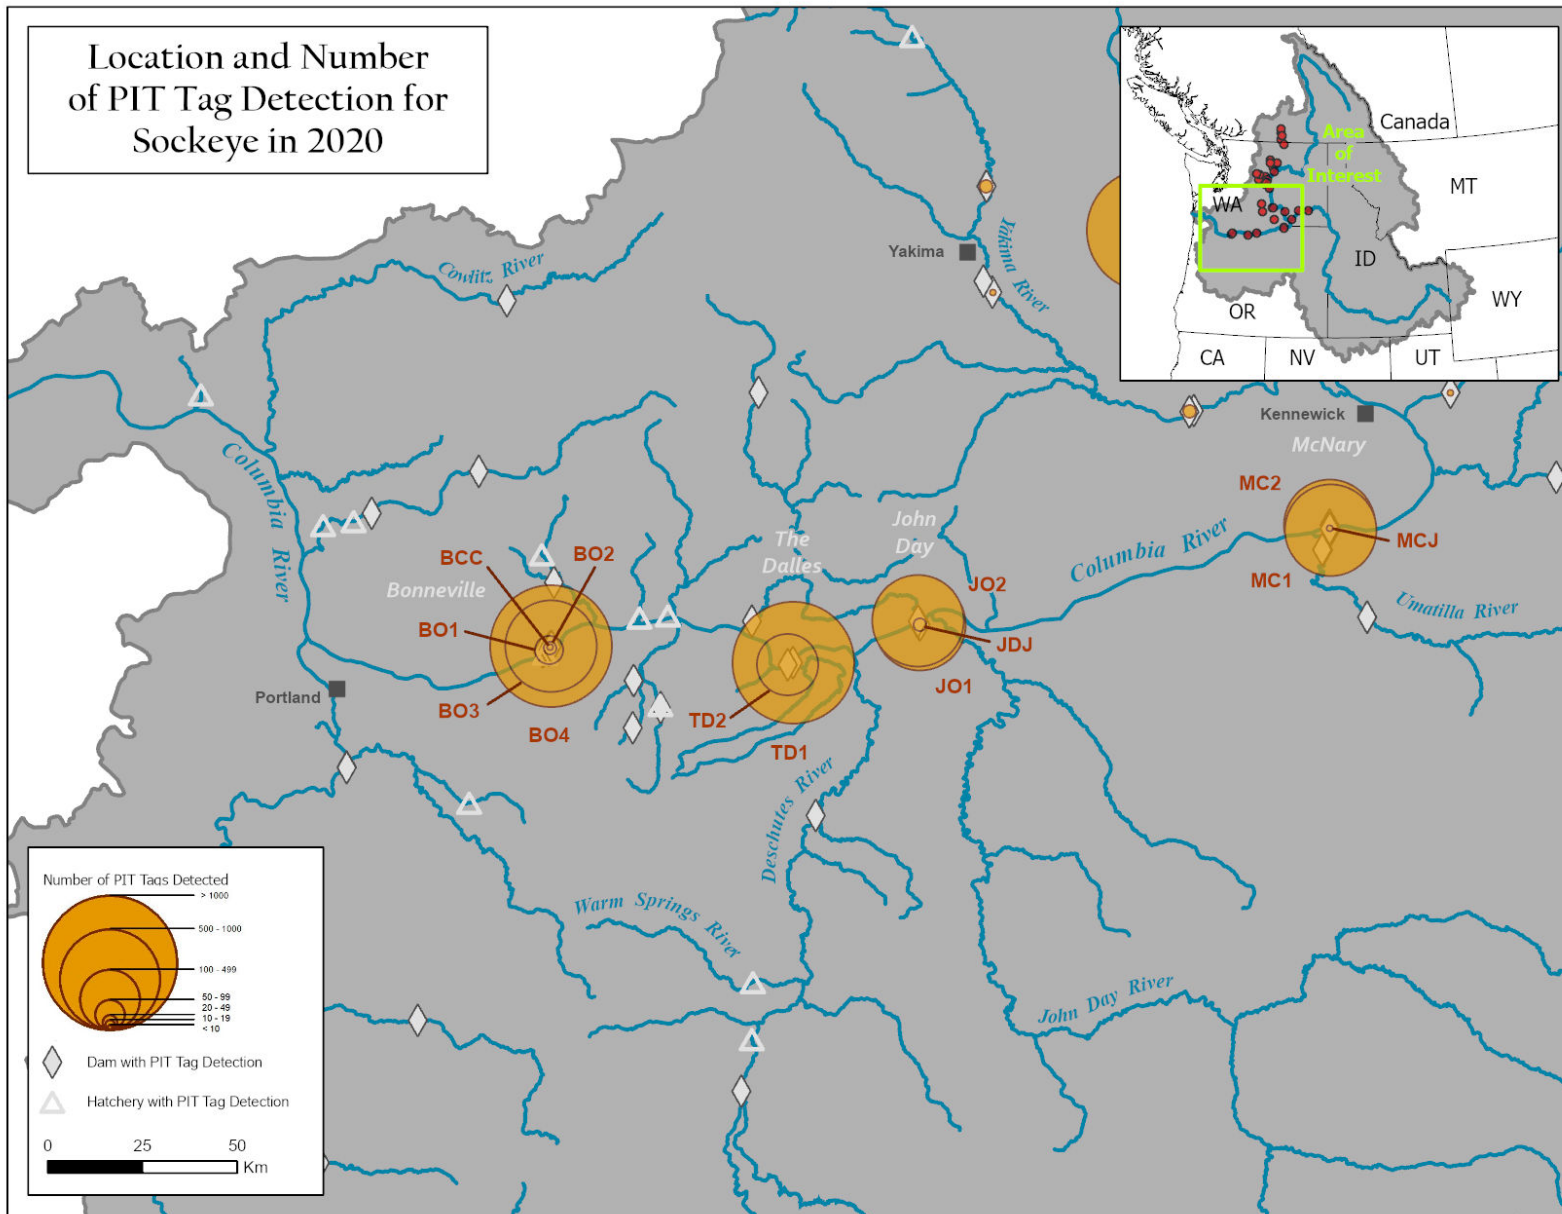 Location and Number
of PIT Tag Detection for
Sockeye in 2020
Canada
Area
of
Interest
WA
MT
ID
OR
WY
CA
NV
UT
Yakima
Yakima River
Cowlitz River
Kennewick
McNary
Columbia River
MC2
MCJ
MC1
Umatilla River
Columbia River
John
Day
The
Dalles
Bonneville
BCC
BO2
BO1
BO3
BO4
JO2
JDJ
JO1
TD2
TD1
Portland
Deschutes River
Warm Springs River
John Day River
Number of PIT Tags Detected
> 1000
500 - 1000
100 - 499
50 - 99
20 - 49
10 - 19
< 10
Dam with PIT Tag Detection
Hatchery with PIT Tag Detection
0 25 50
Km